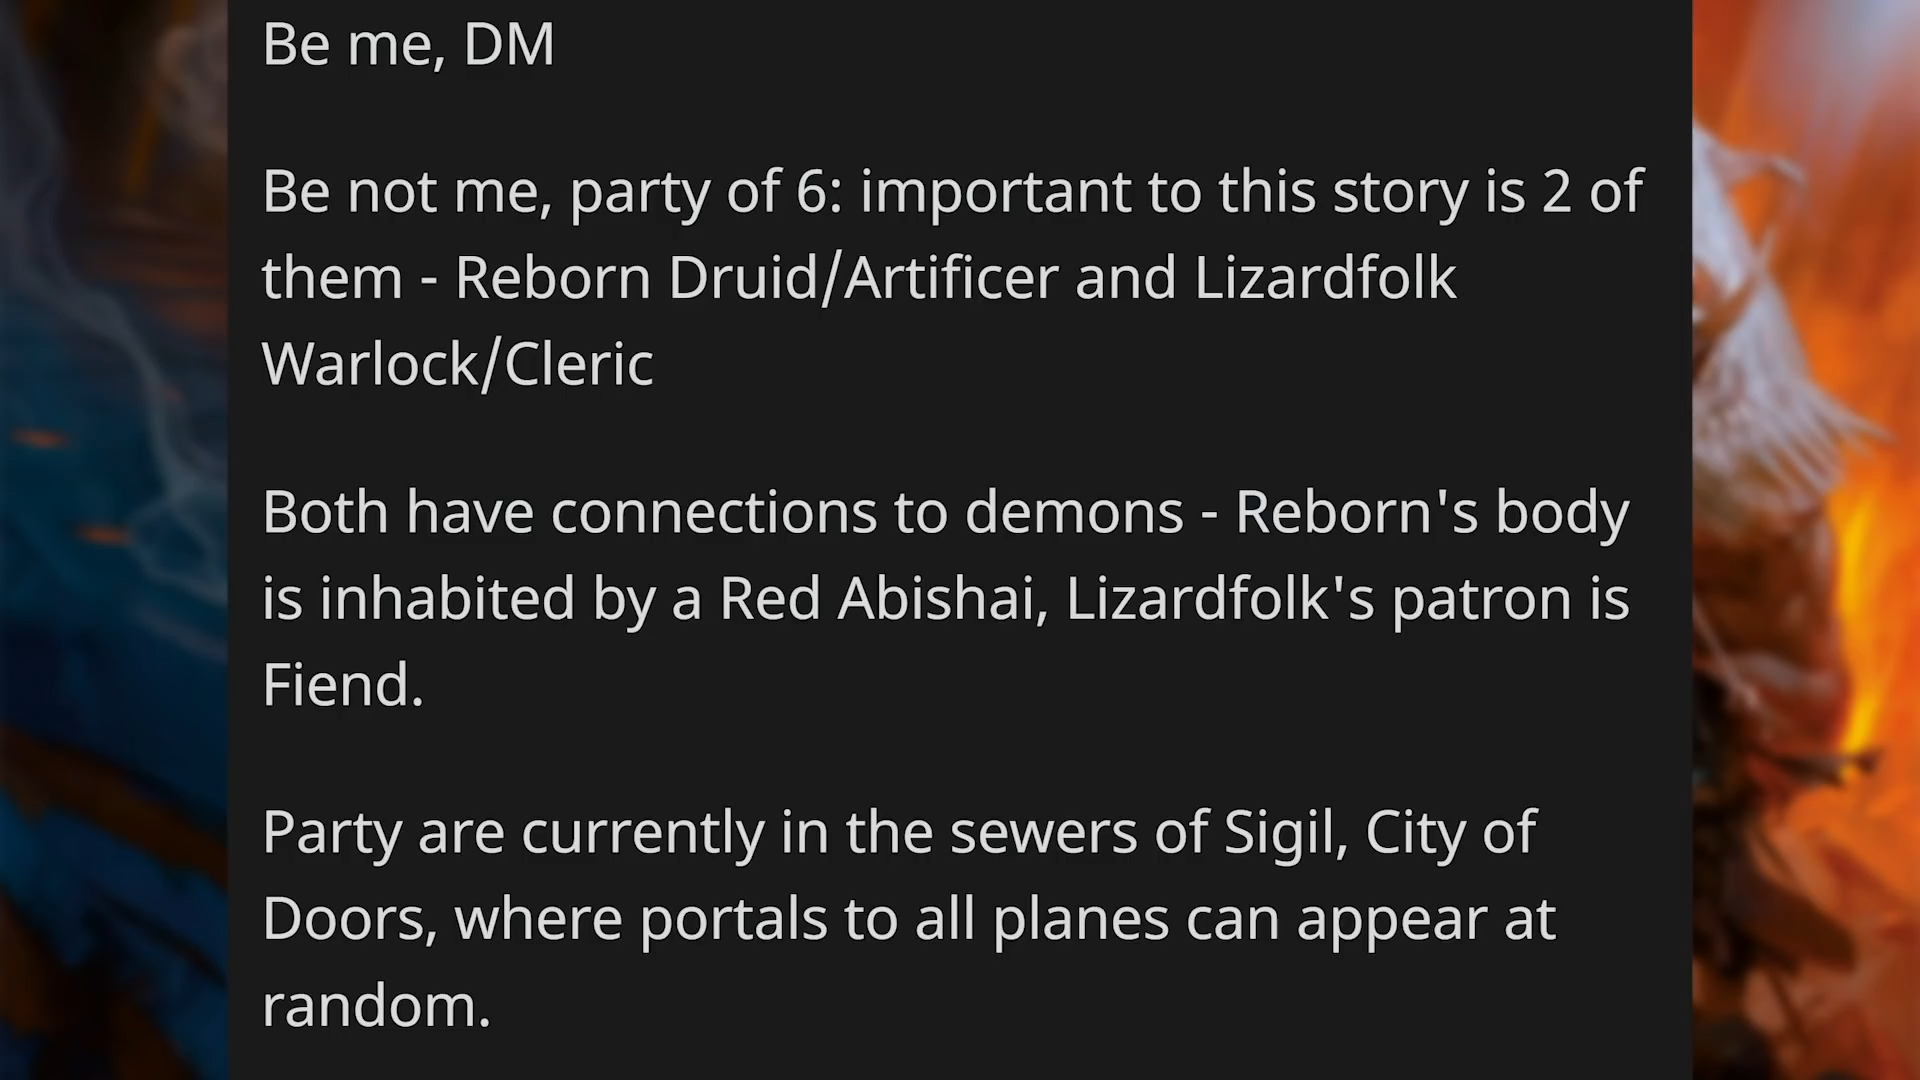 Be me, DM
Be not me, party of 6: important to this story is 2 of
them - Reborn Druid/Artificer and Lizardfolk
Warlock/Cleric
Both have connections to demons - Reborn's body
is inhabited by a Red Abishai, Lizardfolk's patron is
Fiend.
Party are currently in the sewers of Sigil, City of
Doors, where portals to all planes can appear at
random.